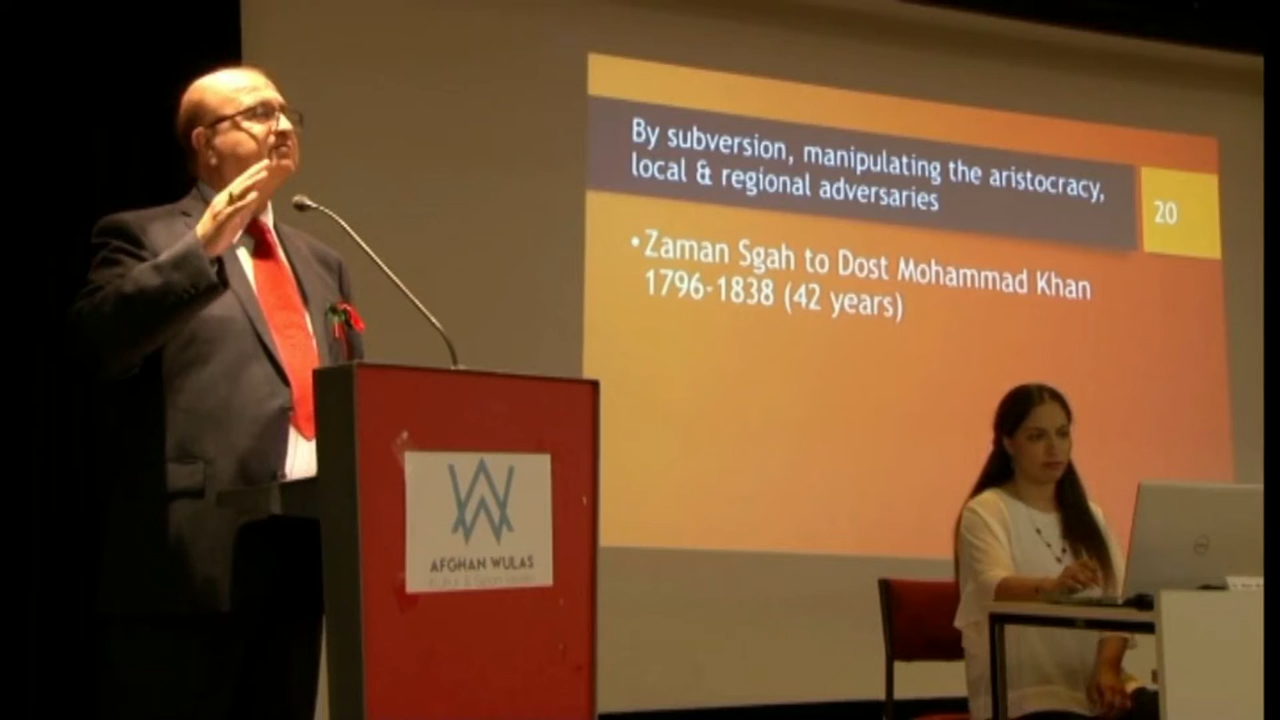 By subversion, manipulating the aristocracy,
local & regional adversaries
20
•Zaman Sgah to Dost Mohammad Khan
1796-1838 (42 years)
AFGHAN WULAS